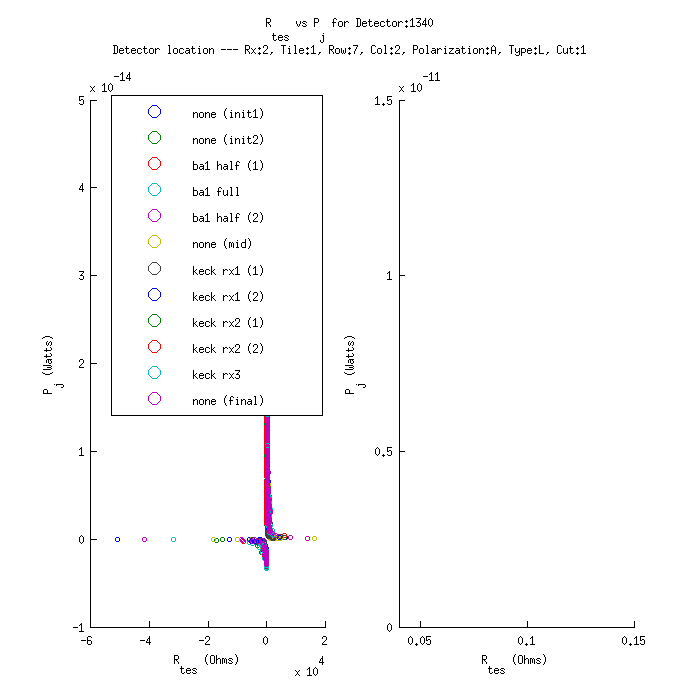 R tes vs P j for Detector:1340
Detector location --- Rx:2, Tile:1, Row:7, Col:2, Polarization:A, Type:L, Cut:1
x 10 -14
x 10 -11
5
4
3
2
1
0
-1
none (init1)
none (init2)
ba1 half (1)
ba1 full
ba1 half (2)
none (mid)
keck rx1 (1)
keck rx1 (2)
keck rx2 (1)
keck rx2 (2)
keck rx3
none (final)
P j (Watts)
-6 -4 -2 0 2
R tes (Ohms)
x 10 4
1.5
1
0.5
0
P j (Watts)
0.05 0.1 0.15
R tes (Ohms)